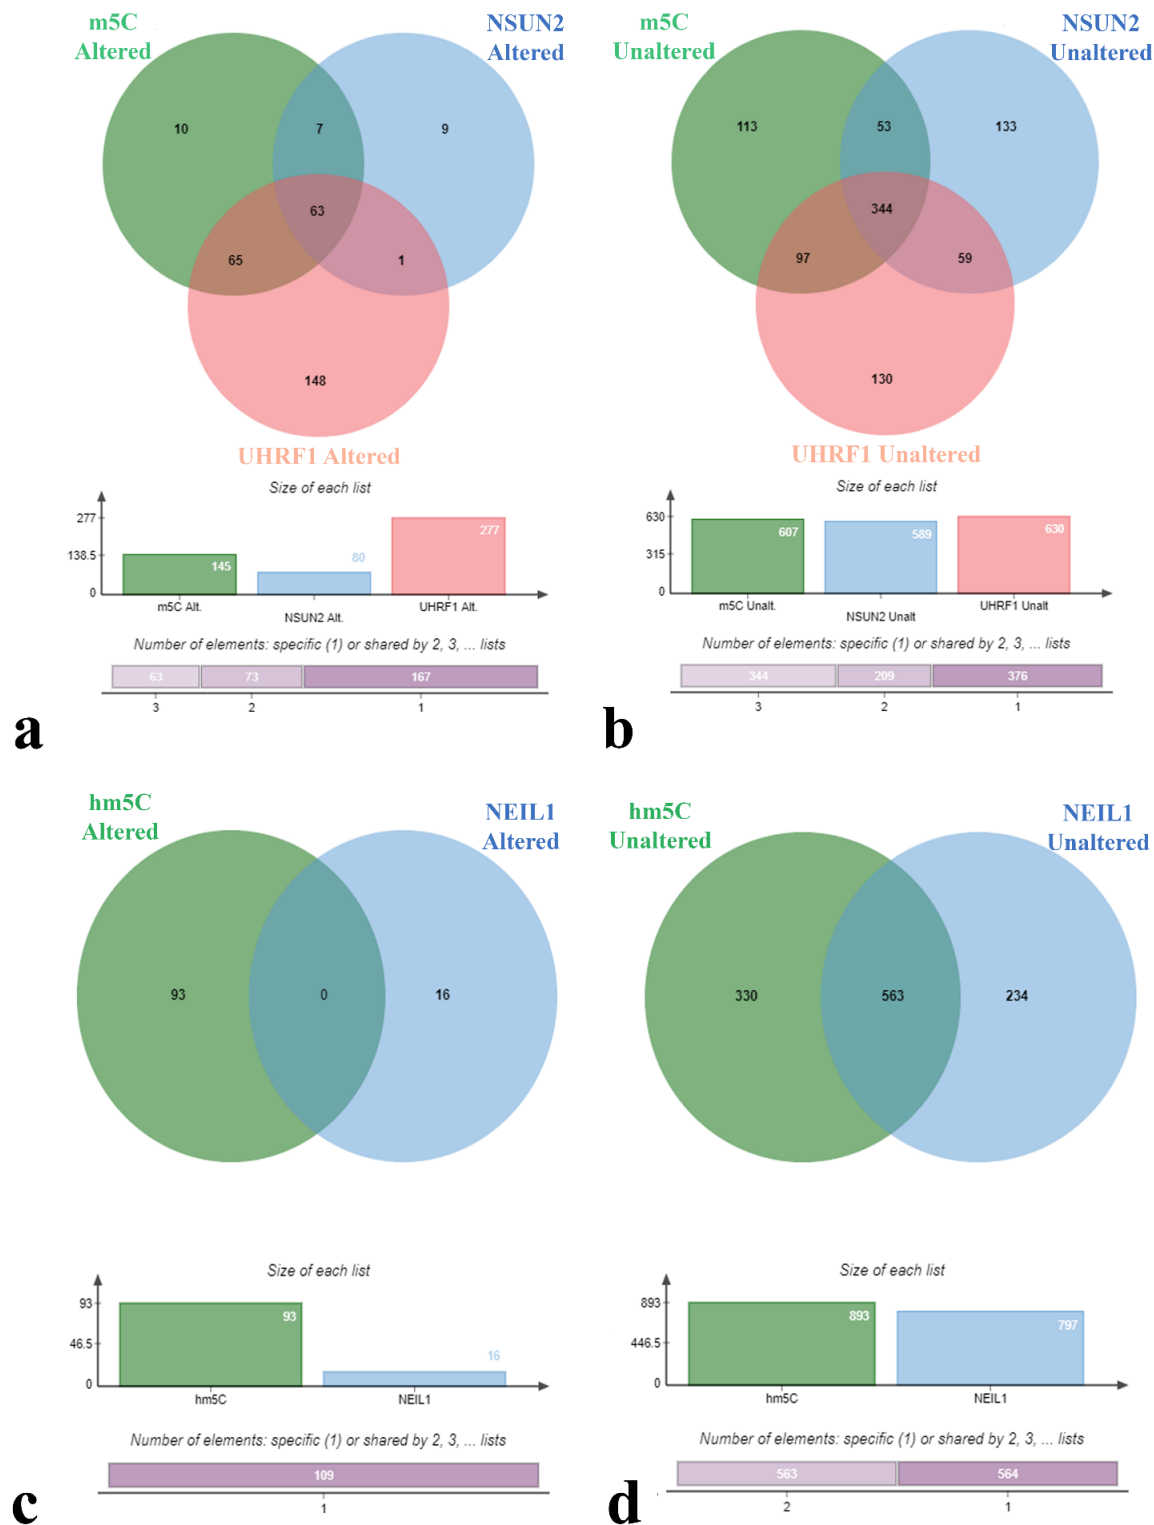 m5C
Altered
NSUN2
Altered
10
7
9
63
65
1
148
UHRF1 Altered
Size of each list
277
138.5
0
145
80
277
m5C Alt.
NSUN2 Alt.
UHRF1 Alt.
Number of elements: specific (1) or shared by 2, 3, ... lists
63
73
167
3
2
1
a
m5C
Unaltered
NSUN2
Unaltered
113
53
133
344
97
59
130
UHRF1 Unaltered
Size of each list
630
315
0
607
589
630
m5C Unalt.
NSUN2 Unalt
UHRF1 Unalt
Number of elements: specific (1) or shared by 2, 3, ... lists
344
209
376
3
2
1
b
hm5C
Altered
NEIL1
Altered
93
0
16
Size of each list
93
46.5
0
93
16
hm5C
NEIL1
Number of elements: specific (1) or shared by 2, 3, ... lists
109
1
c
hm5C
Unaltered
NEIL1
Unaltered
330
563
234
Size of each list
893
446.5
0
893
797
hm5C
NEIL1
Number of elements: specific (1) or shared by 2, 3, ... lists
563
564
2
1
d